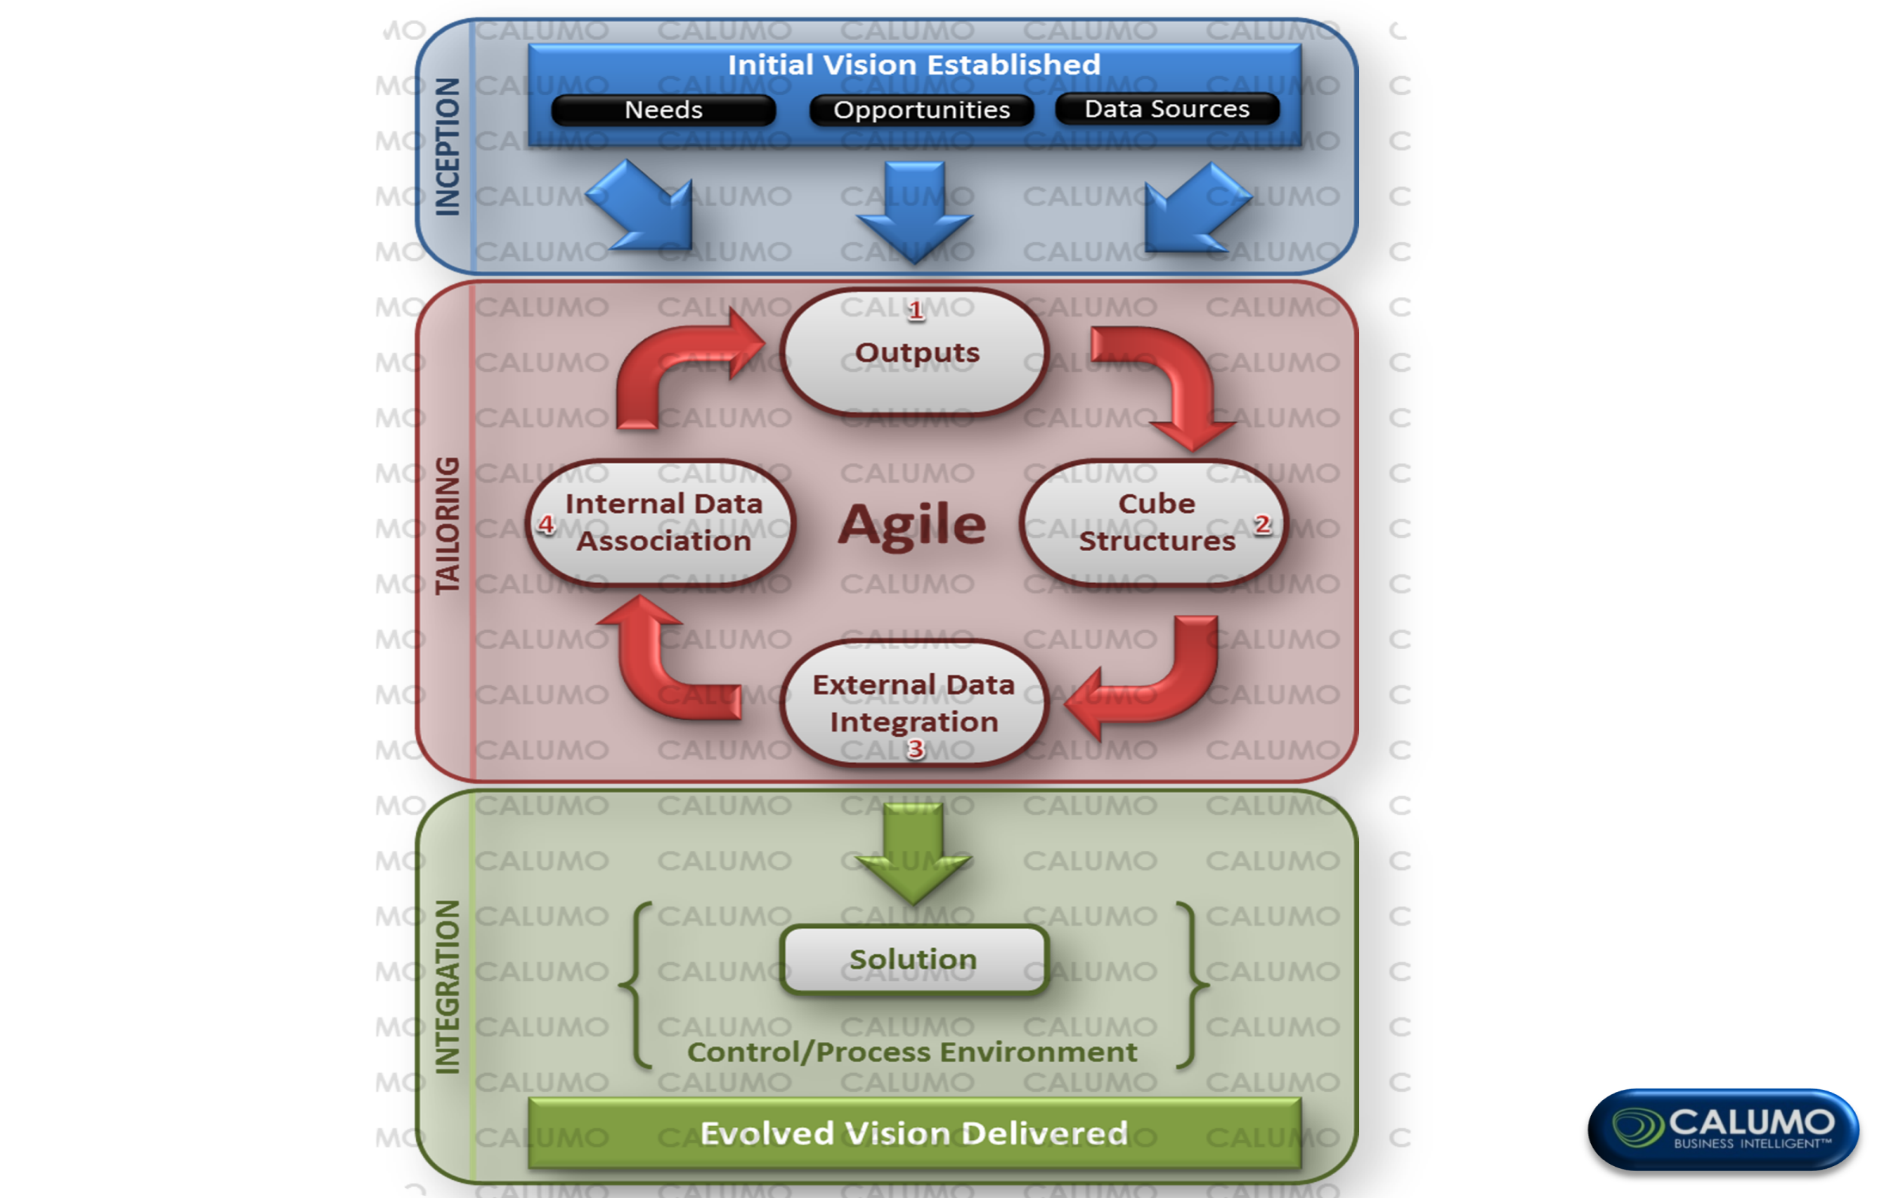 INCEPTION
Initial Vision Established
Needs
Opportunities
Data Sources
TAILORING
1
Outputs
Internal Data
Association
4
Agile
Cube
Structures
2
External Data
Integration
3
INTEGRATION
Solution
Control/Process Environment
Evolved Vision Delivered
CALUMO
BUSINESS INTELLIGENT™